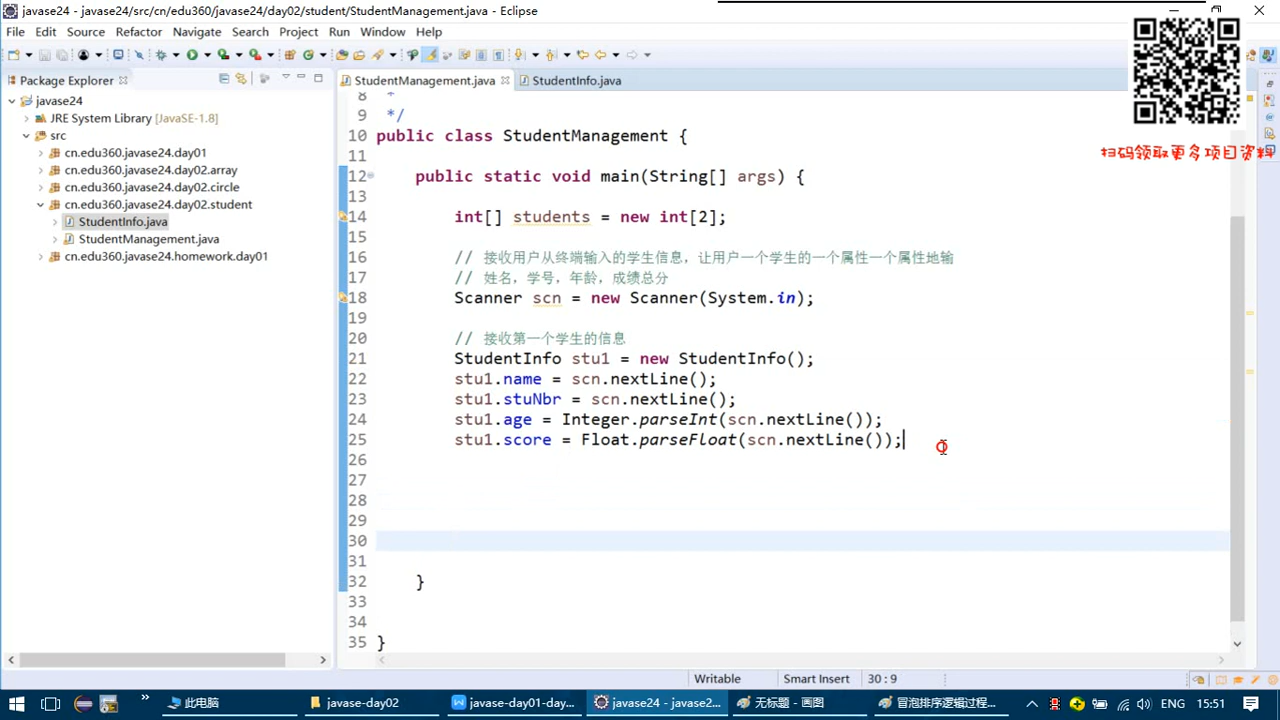 javase24 - javase24/src/cn/edu360/javase24/day02/student/StudentManagement.java - Eclipse
File Edit Source Refactor Navigate Search Project Run Window Help
Package Explorer
StudentManagement.java
StudentInfo.java
扫码领取更多项目资料
javase24
JRE System Library [JavaSE-1.8]
src
cn.edu360.javase24.day01
cn.edu360.javase24.day02.array
cn.edu360.javase24.day02.circle
cn.edu360.javase24.day02.student
StudentInfo.java
StudentManagement.java
cn.edu360.javase24.homework.day01
8 *
9 */
10 public class StudentManagement {
11
12 public static void main(String[] args) {
13
14 int[] students = new int[2];
15
16 // 接收用户从终端输入的学生信息，让用户一个学生的一个属性一个属性地输
17 // 姓名，学号，年龄，成绩总分
18 Scanner scn = new Scanner(System.in);
19
20 // 接收第一个学生的信息
21 StudentInfo stu1 = new StudentInfo();
22 stu1.name = scn.nextLine();
23 stu1.stuNbr = scn.nextLine();
24 stu1.age = Integer.parseInt(scn.nextLine());
25 stu1.score = Float.parseFloat(scn.nextLine());
26
27
28
29
30
31
32 }
33
34
35 }
Writable Smart Insert 30 : 9
此电脑 javase-day02 javase-day01-day0... javase24 - javase2... 无标题 - 画图 冒泡排序逻辑过程... 15:51